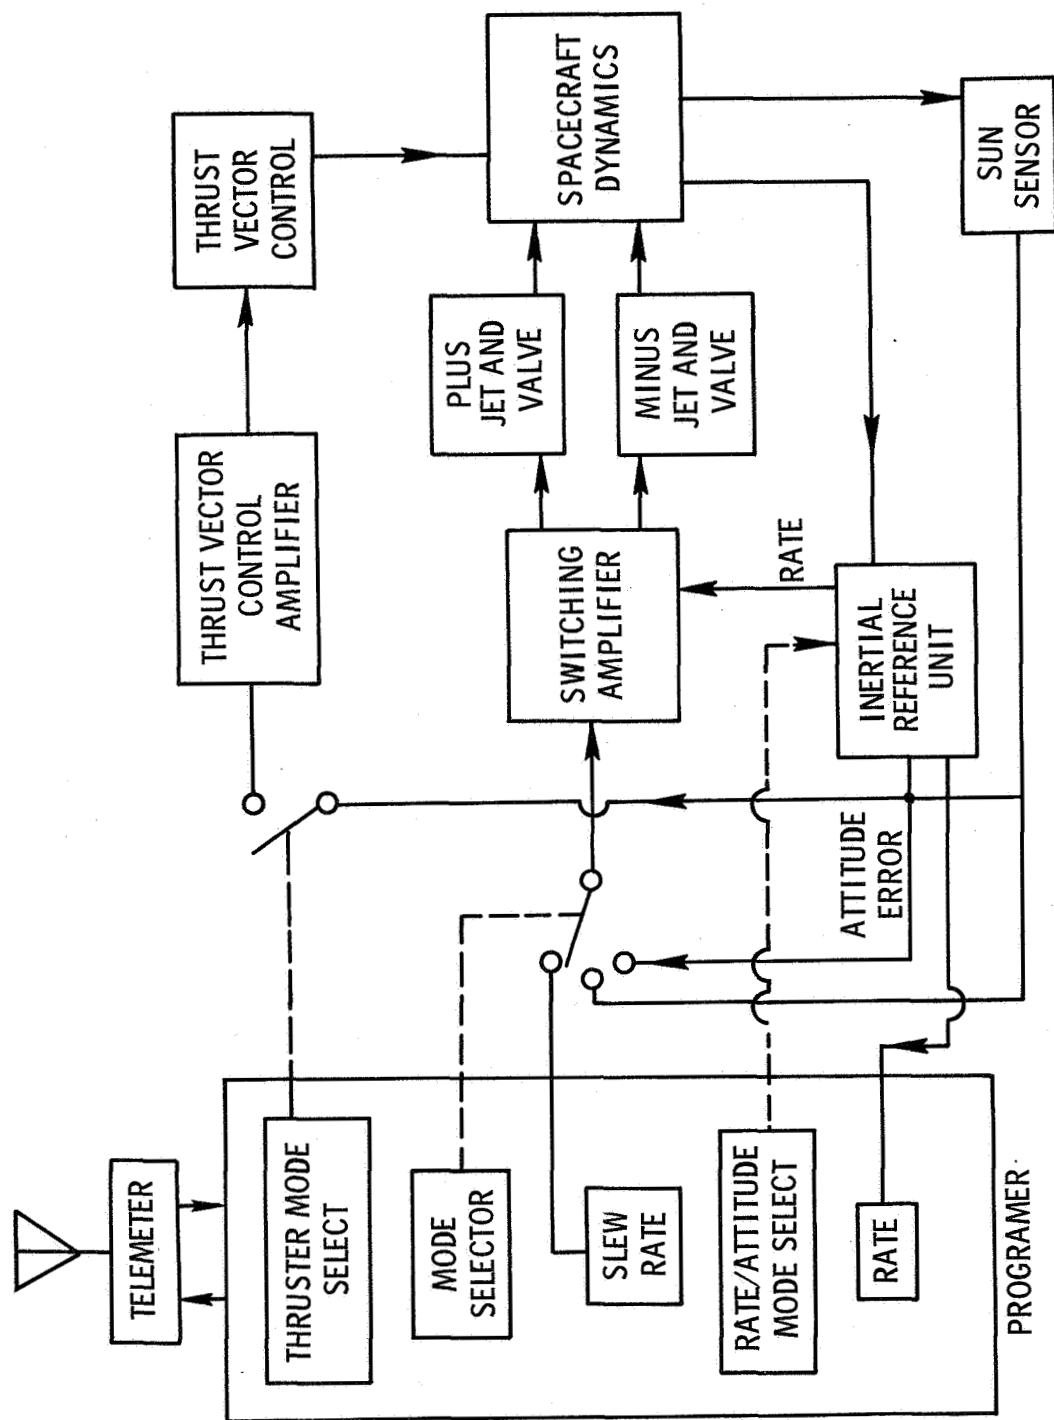 TELEMETER
THRUSTER MODE
SELECT
MODE
SELECTOR
SLEW
RATE
RATE/ATTITUDE
MODE SELECT
RATE
PROGRAMER
THRUST VECTOR
CONTROL
AMPLIFIER
THRUST
VECTOR
CONTROL
SWITCHING
AMPLIFIER
PLUS
JET AND
VALVE
MINUS
JET AND
VALVE
SPACECRAFT
DYNAMICS
RATE
ATTITUDE
ERROR
INERTIAL
REFERENCE
UNIT
SUN
SENSOR